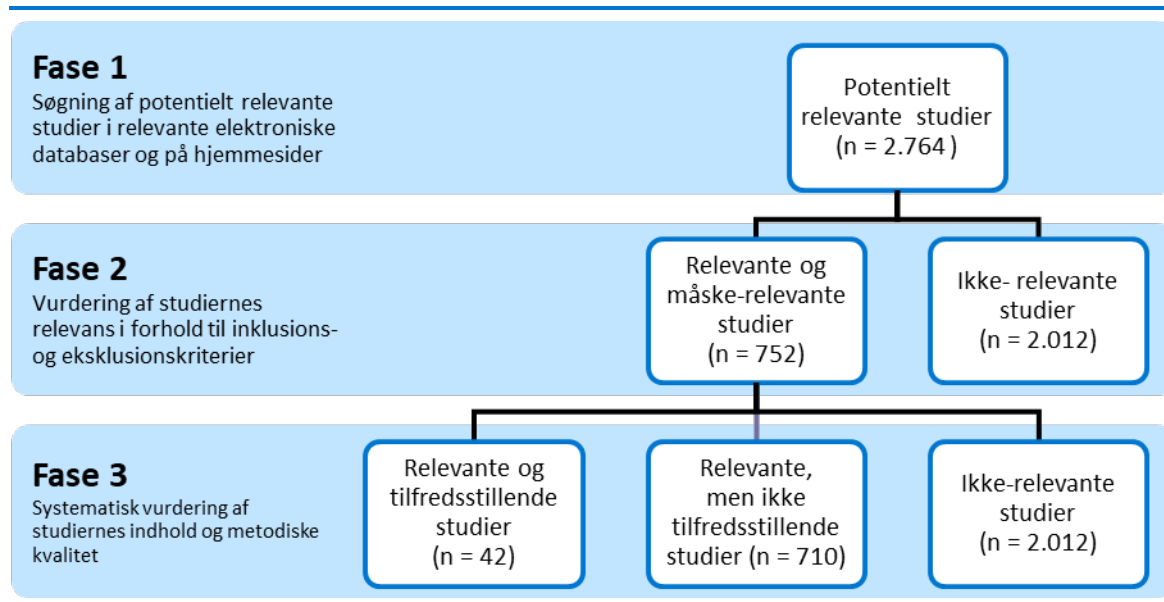 Fase 1
Søgning af potentielt relevante
studier i relevante elektroniske
databaser og på hjemmesider
Potentielt
relevante studier
(n = 2.764 )
Fase 2
Vurdering af studiernes
relevans i forhold til inklusions-
og eksklusionskriterier
Relevante og
måske-relevante
studier
(n = 752)
Ikke- relevante
studier
(n = 2.012)
Fase 3
Systematisk vurdering af
studiernes indhold og metodiske
kvalitet
Relevante og
tilfredsstillende
studier
(n = 42)
Relevante,
men ikke
tilfredsstillende
studier (n = 710)
Ikke-relevante
studier
(n = 2.012)